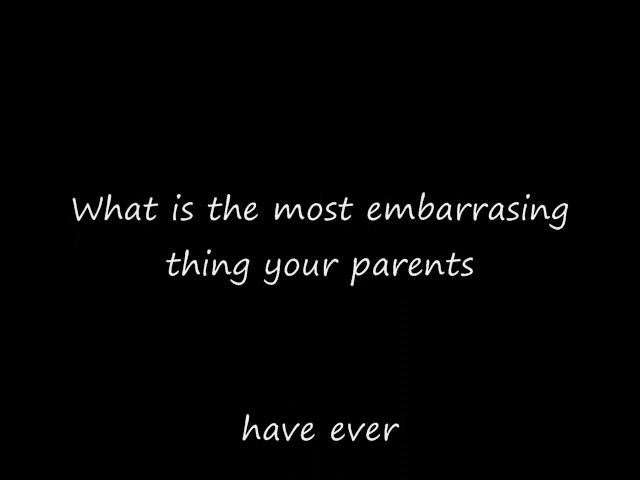 What is the most embarrasing
thing your parents
have ever